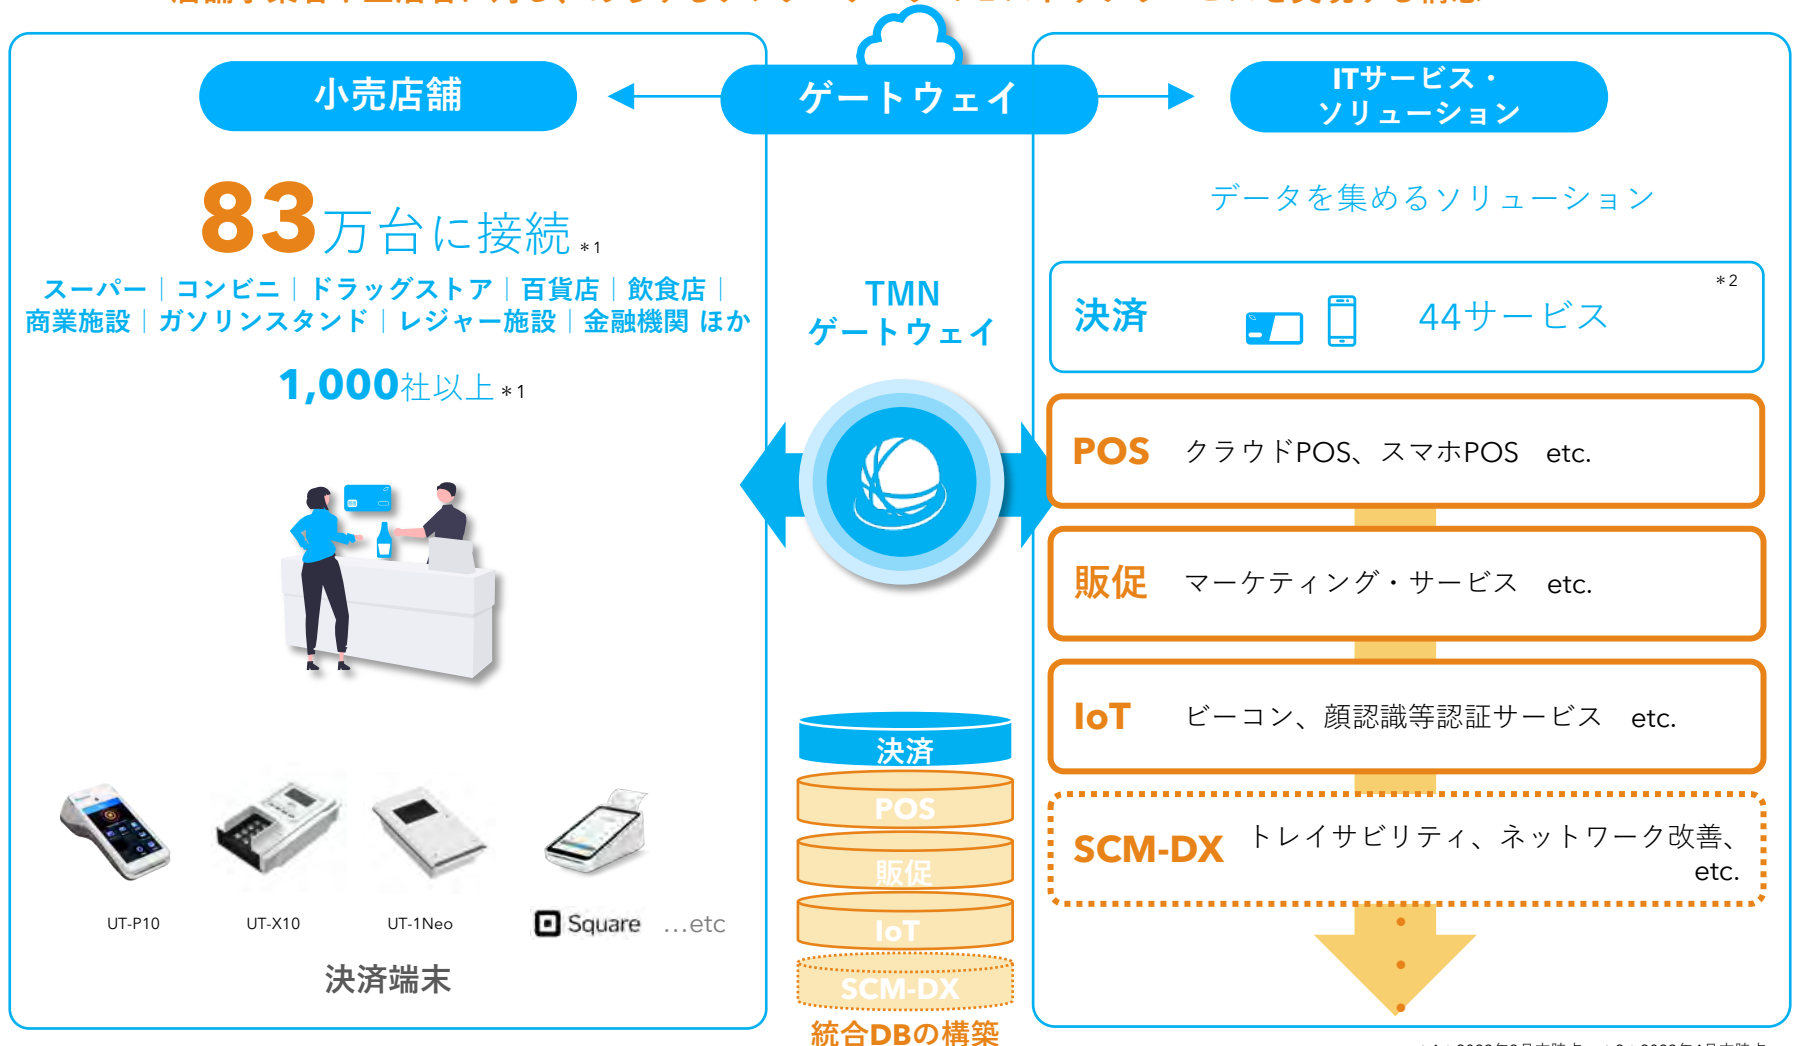 小売店舗
ゲートウェイ
ITサービス・
ソリューション
83万台に接続 *1
スーパー｜コンビニ｜ドラッグストア｜百貨店｜飲食店｜
商業施設｜ガソリンスタンド｜レジャー施設｜金融機関 ほか
1,000社以上 *1
UT-P10
UT-X10
UT-1Neo
Square
…etc
決済端末
TMN
ゲートウェイ
決済
POS
販促
IoT
SCM-DX
統合DBの構築
データを集めるソリューション
決済 44サービス *2
POS クラウドPOS、スマホPOS etc.
販促 マーケティング・サービス etc.
IoT ビーコン、顔認識等認証サービス etc.
SCM-DX トレイサビリティ、ネットワーク改善、
etc.